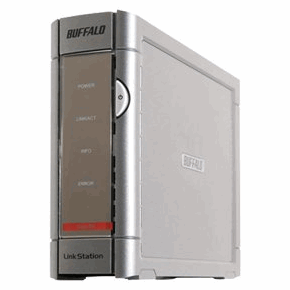 BUFFALO
POWER
LINK/ACT
INFO
ERROR
LinkStation
BUFFALO